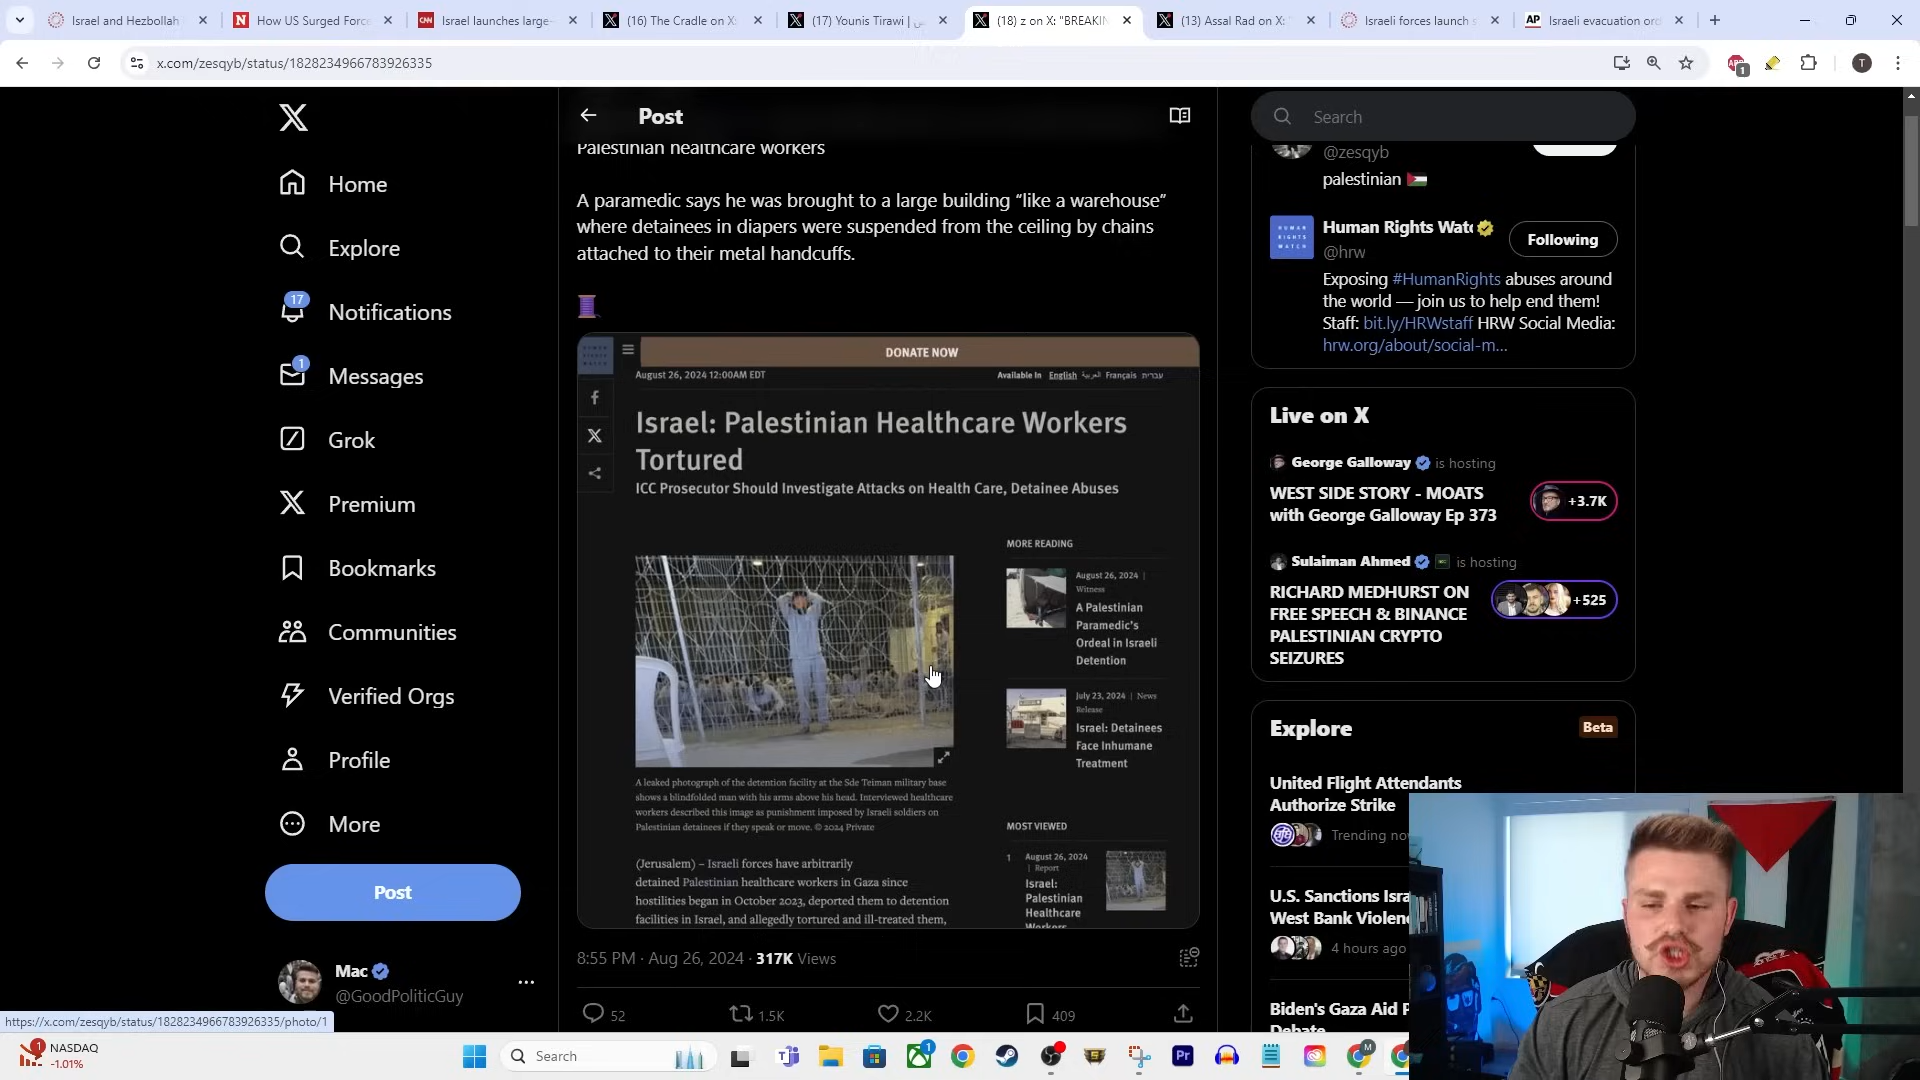 Israel and Hezbollah
How US Surged Force
Israel launches large-
(16) The Cradle on X:
(17) Younis Tirawi |
(18) z on X: "BREAKIN
(13) Assal Rad on X: "
Israeli forces launch s
Israeli evacuation ord
x.com/zesqyb/status/1828234966783926335
Post
Search
Palestinian healthcare workers
A paramedic says he was brought to a large building “like a warehouse”
where detainees in diapers were suspended from the ceiling by chains
attached to their metal handcuffs.
DONATE NOW
August 26, 2024 12:00AM EDT
Available In English العربية Français עברית
Israel: Palestinian Healthcare Workers
Tortured
ICC Prosecutor Should Investigate Attacks on Health Care, Detainee Abuses
MORE READING
August 26, 2024 |
Witness
A Palestinian
Paramedic's
Ordeal in Israeli
Detention
July 23, 2024 | News
Release
Israel: Detainees
Face Inhumane
Treatment
A leaked photograph of the detention facility at the Sde Teiman military base
shows a blindfolded man with his arms above his head. Interviewed healthcare
workers described this image as punishment imposed by Israeli soldiers on
Palestinian detainees if they speak or move. © 2024 Private
MOST VIEWED
1
August 26, 2024
| Report
Israel:
Palestinian
Healthcare
Workers
(Jerusalem) – Israeli forces have arbitrarily
detained Palestinian healthcare workers in Gaza since
hostilities began in October 2023, deported them to detention
facilities in Israel, and allegedly tortured and ill-treated them,
8:55 PM · Aug 26, 2024 · 317K Views
52
1.5K
2.2K
409
Home
Explore
17
Notifications
1
Messages
Grok
Premium
Bookmarks
Communities
Verified Orgs
Profile
More
Post
Mac
@GoodPoliticGuy
@zesqyb
palestinian
HUMAN
RIGHTS
WATCH
Human Rights Watc
@hrw
Following
Exposing #HumanRights abuses around
the world — join us to help end them!
Staff: bit.ly/HRWstaff HRW Social Media:
hrw.org/about/social-m...
Live on X
George Galloway is hosting
WEST SIDE STORY - MOATS
with George Galloway Ep 373
+3.7K
Sulaiman Ahmed is hosting
RICHARD MEDHURST ON
FREE SPEECH & BINANCE
PALESTINIAN CRYPTO
SEIZURES
+525
Explore
Beta
United Flight Attendants
Authorize Strike
Trending no
U.S. Sanctions Isra
West Bank Violen
4 hours ago
Biden's Gaza Aid P
Debate
https://x.com/zesqyb/status/1828234966783926335/photo/1
NASDAQ
-1.01%
Search